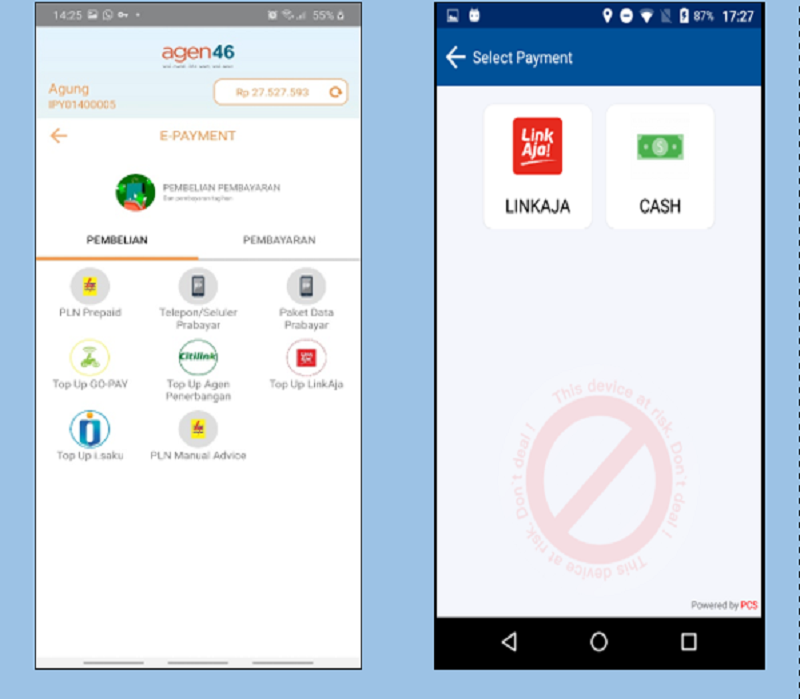 14:25
55%
agen46
Agung
IPY01400005
Rp 27.527.593
E-PAYMENT
PEMBELIAN PEMBAYARAN
PEMBELIAN
PEMBAYARAN
PLN Prepaid
Telepon/Seluler
Prabayar
Paket Data
Prabayar
Citilink
Top Up GO-PAY
Top Up Agen
Penerbangan
Top Up LinkAja
Top Up i.saku
PLN Manual Advice
87% 17:27
Select Payment
Link
Aja!
LINKAJA
CASH
This device at risk. Don't deal !
This device at risk. Don't deal !
Powered by PCS